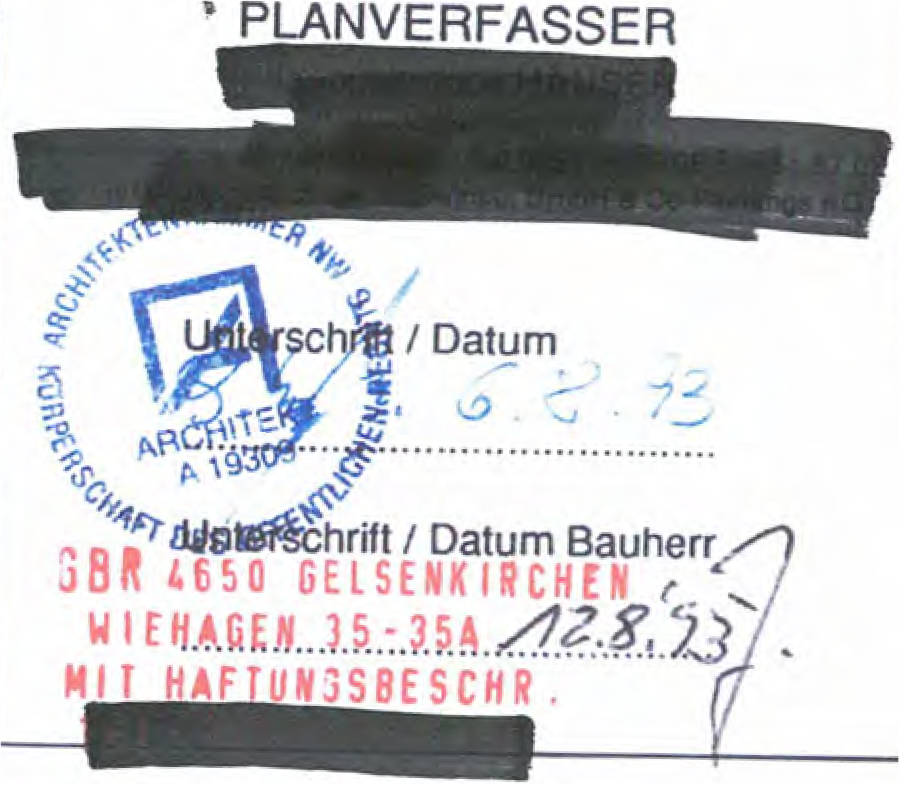 PLANVERFASSER
ARCHITEKTENKAMMER NW
KÖRPERSCHAFT DES ÖFFENTLICHEN RECHTS
ARCHITEKT
A 19309
Unterschrift / Datum
6.8.93
Unterschrift / Datum Bauherr
GBR 4650 GELSENKIRCHEN
WIEHAGEN 35-35A
12.8.'93
MIT HAFTUNGSBESCHR.